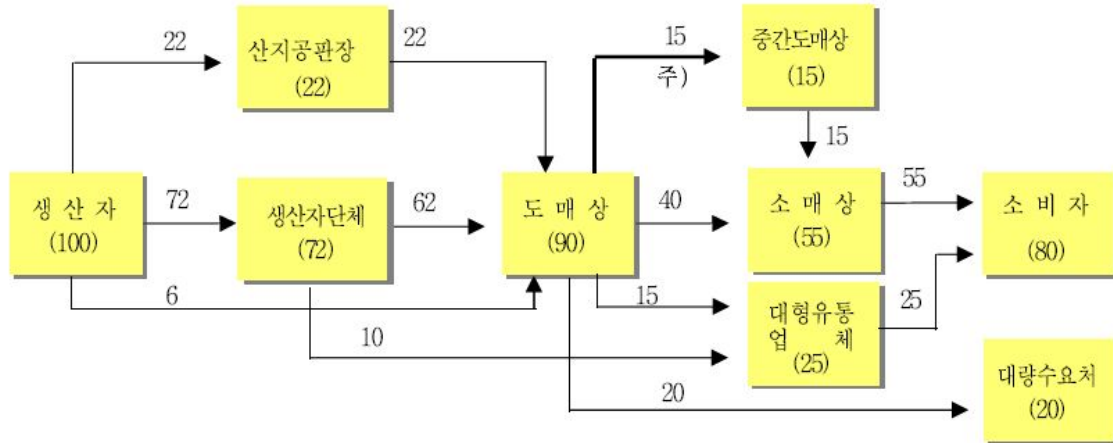 22
산지공판장
(22)
22
15
주)
중간도매상
(15)
15
생 산 자
(100)
72
생산자단체
(72)
62
도 매 상
(90)
40
소 매 상
(55)
55
소 비 자
(80)
6
10
15
대형유통
업 체
(25)
25
20
대량수요처
(20)